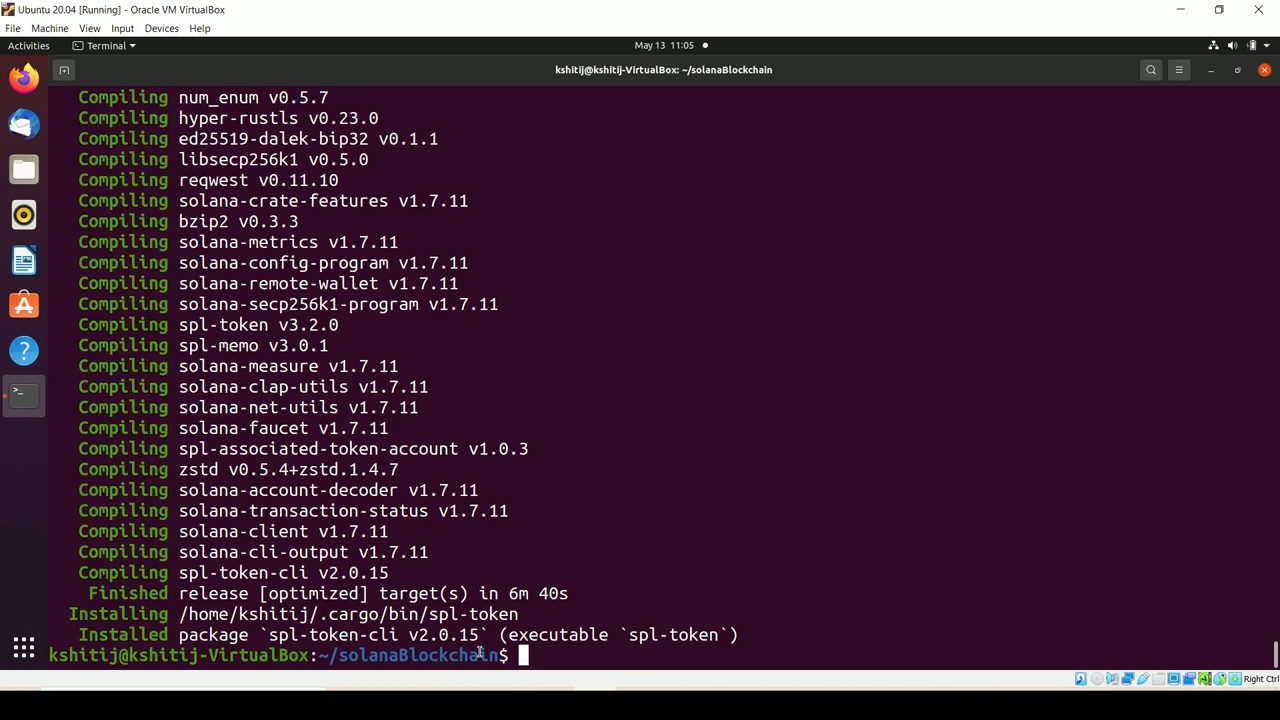 Ubuntu 20.04 [Running] - Oracle VM VirtualBox
File Machine View Input Devices Help
Activities Terminal May 13 11:05
kshitij@kshitij-VirtualBox: ~/solanaBlockchain
Compiling num_enum v0.5.7
Compiling hyper-rustls v0.23.0
Compiling ed25519-dalek-bip32 v0.1.1
Compiling libsecp256k1 v0.5.0
Compiling reqwest v0.11.10
Compiling solana-crate-features v1.7.11
Compiling bzip2 v0.3.3
Compiling solana-metrics v1.7.11
Compiling solana-config-program v1.7.11
Compiling solana-remote-wallet v1.7.11
Compiling solana-secp256k1-program v1.7.11
Compiling spl-token v3.2.0
Compiling spl-memo v3.0.1
Compiling solana-measure v1.7.11
Compiling solana-clap-utils v1.7.11
Compiling solana-net-utils v1.7.11
Compiling solana-faucet v1.7.11
Compiling spl-associated-token-account v1.0.3
Compiling zstd v0.5.4+zstd.1.4.7
Compiling solana-account-decoder v1.7.11
Compiling solana-transaction-status v1.7.11
Compiling solana-client v1.7.11
Compiling solana-cli-output v1.7.11
Compiling spl-token-cli v2.0.15
Finished release [optimized] target(s) in 6m 40s
Installing /home/kshitij/.cargo/bin/spl-token
Installed package `spl-token-cli v2.0.15` (executable `spl-token`)
kshitij@kshitij-VirtualBox:~/solanaBlockchain$
Right Ctrl